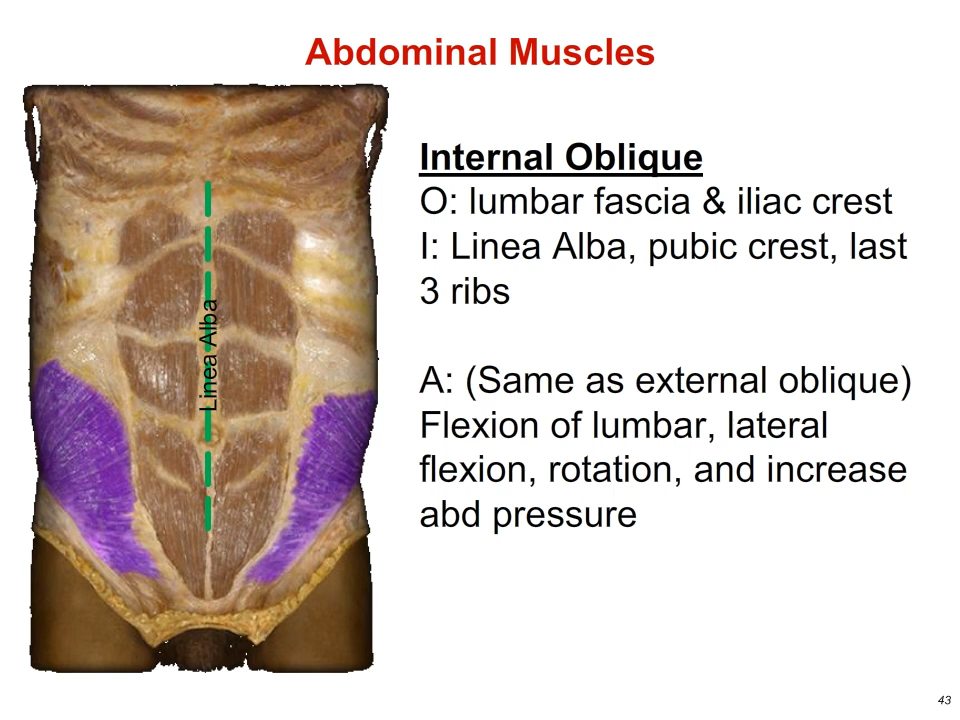 Abdominal Muscles
Internal Oblique
O: lumbar fascia & iliac crest
I: Linea Alba, pubic crest, last
3 ribs
A: (Same as external oblique)
Flexion of lumbar, lateral
flexion, rotation, and increase
abd pressure
Linea Alba
43